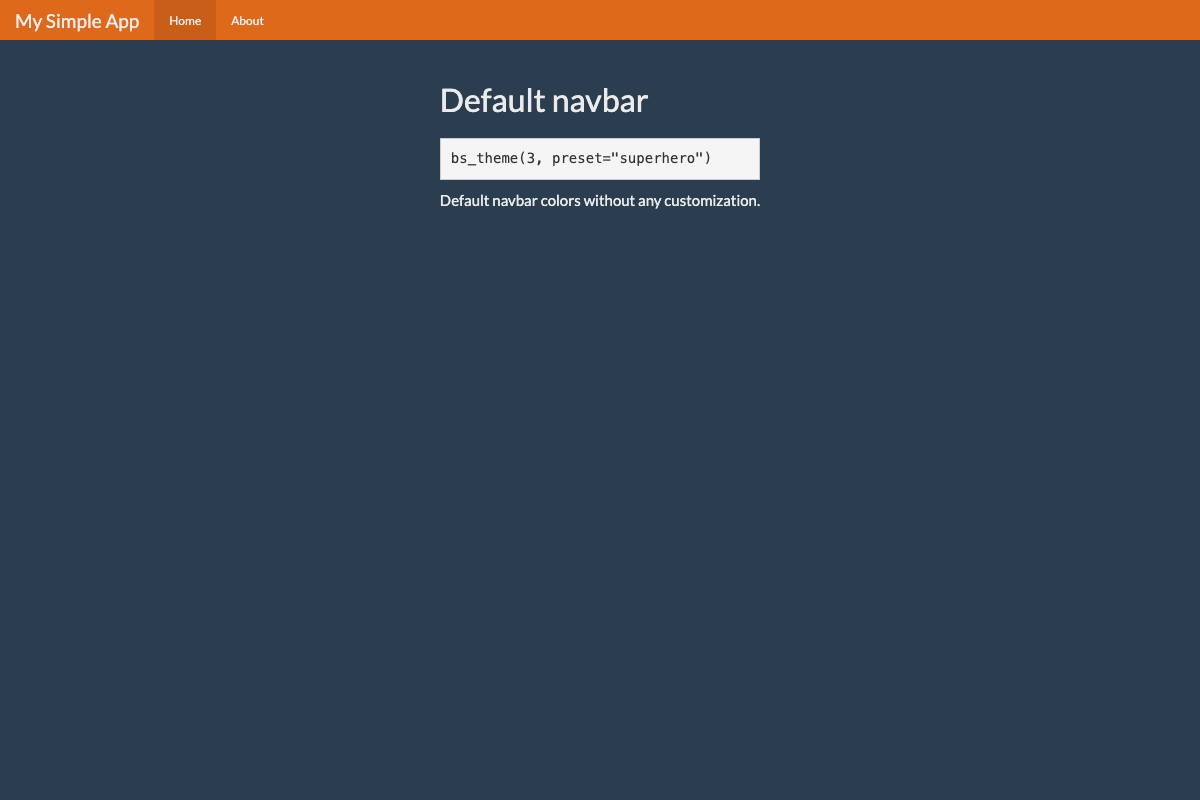 My Simple App Home About
Default navbar
bs_theme(3, preset="superhero")
Default navbar colors without any customization.